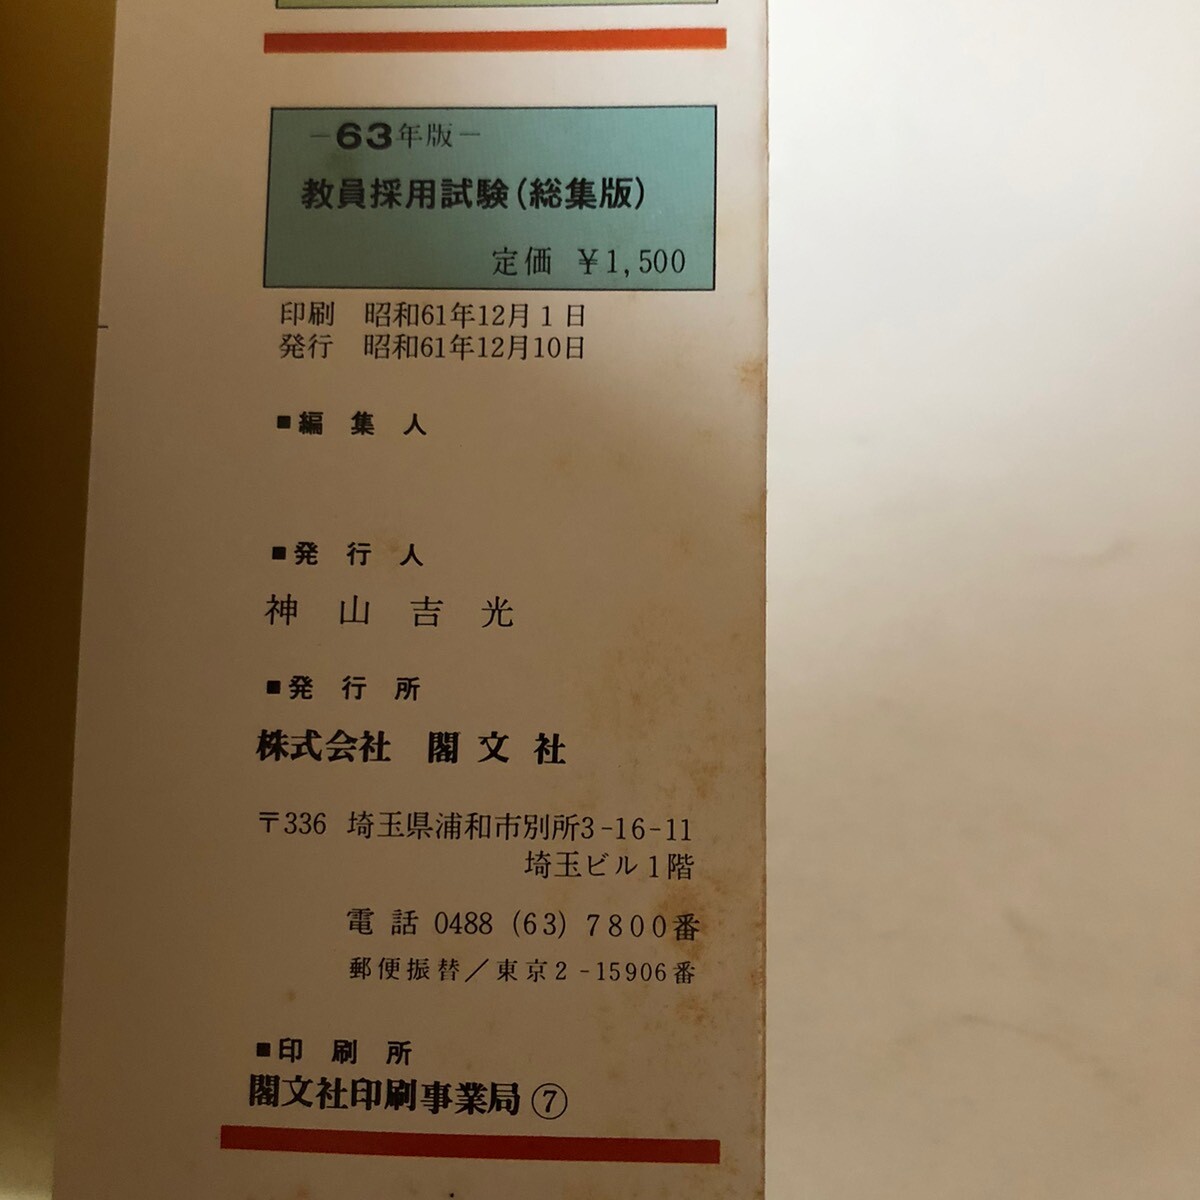 －63年版－
教員採用試験(総集版)
定価 ￥1,500
印刷 昭和61年12月1日
発行 昭和61年12月10日
■編集人
■発行人
神山吉光
■発行所
株式会社 閣文社
〒336 埼玉県浦和市別所3-16-11
埼玉ビル1階
電話 0488 (63) 7800番
郵便振替／東京2-15906番
■印刷所
閣文社印刷事業局⑦